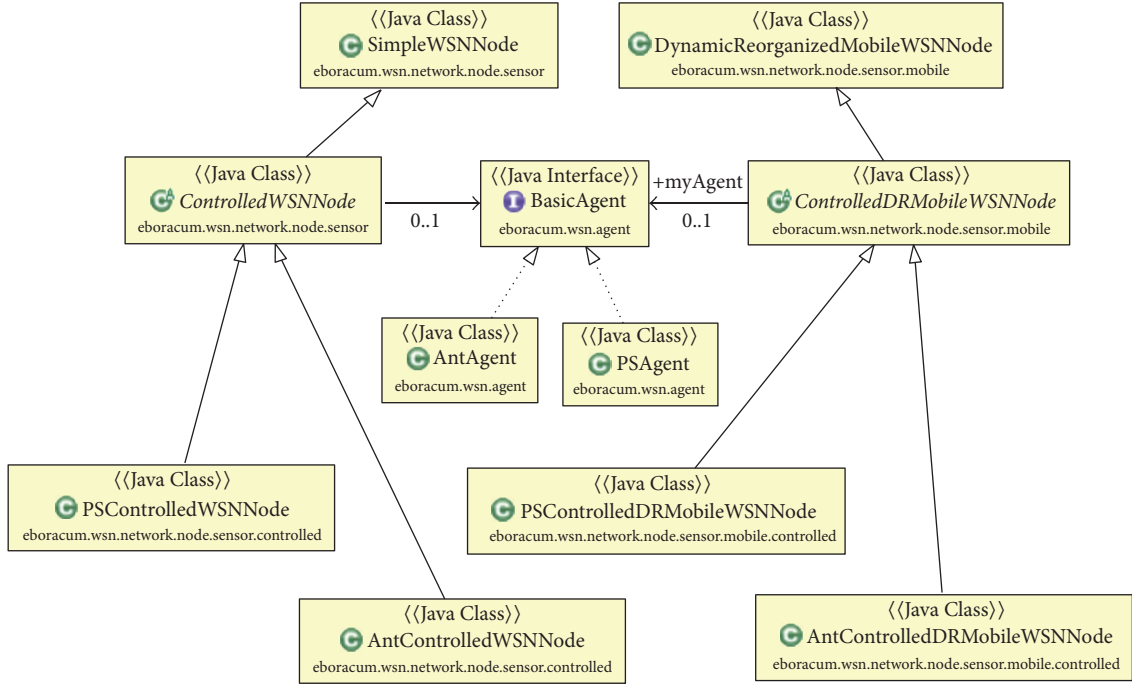 ⟨⟨Java Class⟩⟩
SimpleWSNNode
eboracum.wsn.network.node.sensor
⟨⟨Java Class⟩⟩
DynamicReorganizedMobileWSNNode
eboracum.wsn.network.node.sensor.mobile
⟨⟨Java Class⟩⟩
ControlledWSNNode
eboracum.wsn.network.node.sensor
0..1
⟨⟨Java Interface⟩⟩
BasicAgent
eboracum.wsn.agent
+myAgent
0..1
⟨⟨Java Class⟩⟩
ControlledDRMobileWSNNode
eboracum.wsn.network.node.sensor.mobile
⟨⟨Java Class⟩⟩
AntAgent
eboracum.wsn.agent
⟨⟨Java Class⟩⟩
PSAgent
eboracum.wsn.agent
⟨⟨Java Class⟩⟩
PSControlledWSNNode
eboracum.wsn.network.node.sensor.controlled
⟨⟨Java Class⟩⟩
PSControlledDRMobileWSNNode
eboracum.wsn.network.node.sensor.mobile.controlled
⟨⟨Java Class⟩⟩
AntControlledWSNNode
eboracum.wsn.network.node.sensor.controlled
⟨⟨Java Class⟩⟩
AntControlledDRMobileWSNNode
eboracum.wsn.network.node.sensor.mobile.controlled